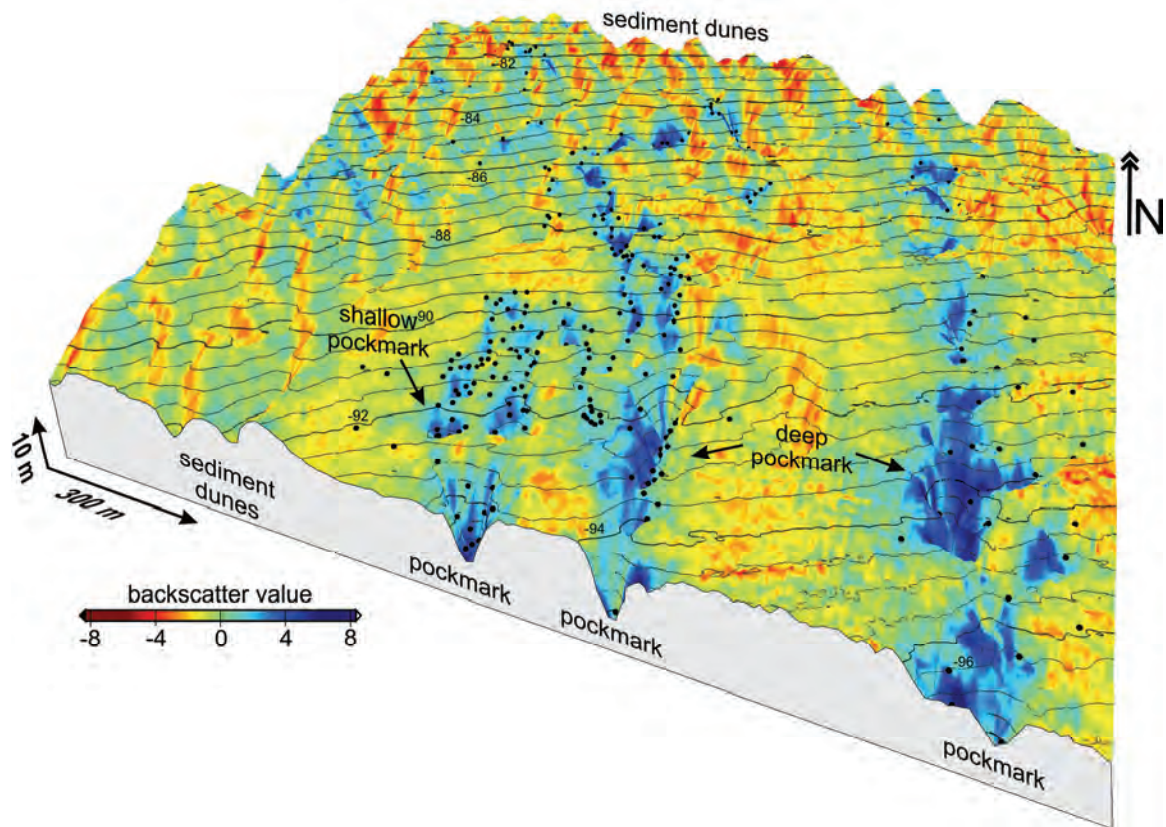 sediment dunes
-82
-84
-86
-88
N
shallow
90
pockmark
-92
deep
pockmark
10 m
300 m
sediment
dunes
-94
pockmark
backscatter value
-8 -4 0 4 8
pockmark
-96
pockmark